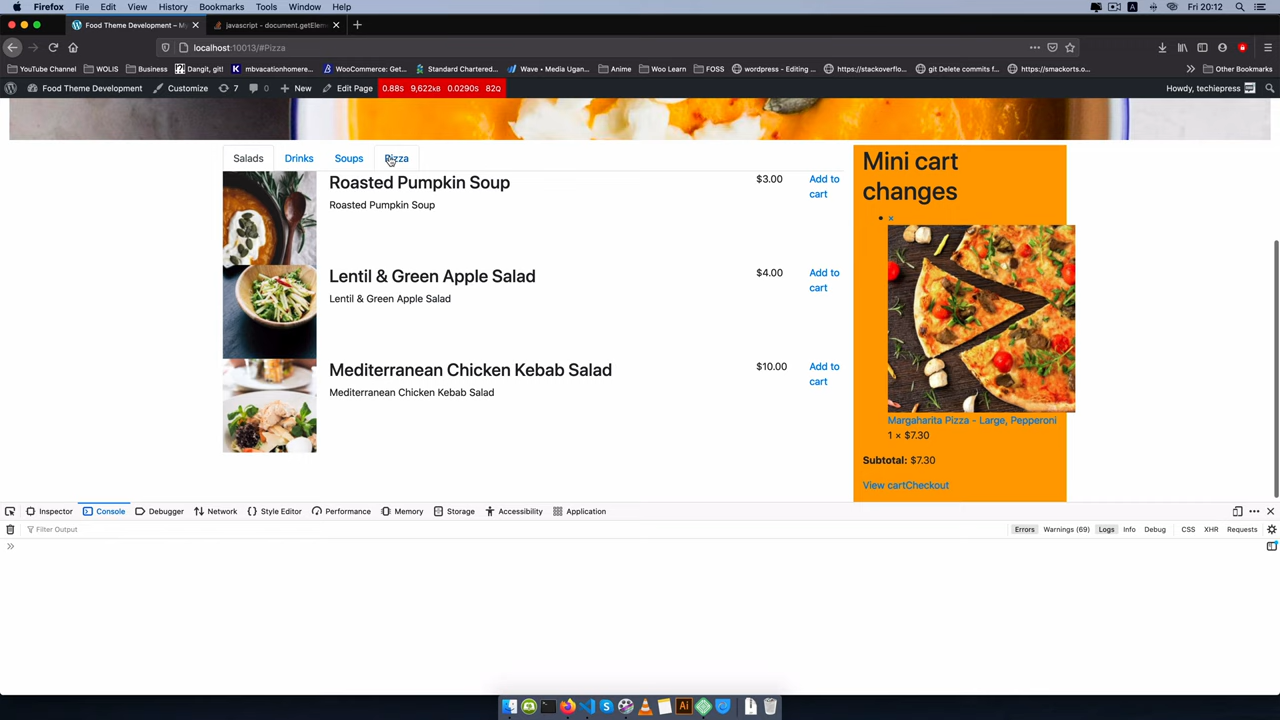 Firefox File Edit View History Bookmarks Tools Window Help
A Fri 20:12
Food Theme Development – My
javascript - document.getElem
localhost:10013/#Pizza
YouTube Channel WOLIS Business Dangit, git! mbvacationhomere... WooCommerce: Get... Standard Chartered... Wave • Media Ugan... Anime Woo Learn FOSS wordpress - Editing ... https://stackoverflo... git Delete commits f... https://smackorts.o... Other Bookmarks
Food Theme Development Customize 7 0 New Edit Page 0.88S 9,622KB 0.0290S 82Q Howdy, techiepress
Salads Drinks Soups Pizza
Roasted Pumpkin Soup
Roasted Pumpkin Soup
$3.00
Add to
cart
Lentil & Green Apple Salad
Lentil & Green Apple Salad
$4.00
Add to
cart
Mediterranean Chicken Kebab Salad
Mediterranean Chicken Kebab Salad
$10.00
Add to
cart
Mini cart
changes
×
Margaharita Pizza - Large, Pepperoni
1 × $7.30
Subtotal: $7.30
View cartCheckout
Inspector Console Debugger Network Style Editor Performance Memory Storage Accessibility Application
Filter Output
Errors Warnings (69) Logs Info Debug CSS XHR Requests